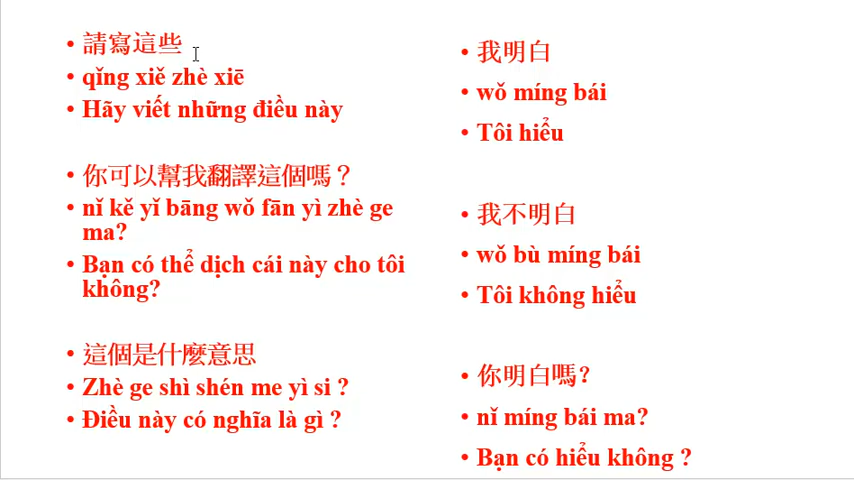 • 請寫這些
• qǐng xiě zhè xiē
• Hãy viết những điều này
• 你可以幫我翻譯這個嗎？
• nǐ kě yǐ bāng wǒ fān yì zhè ge
ma?
• Bạn có thể dịch cái này cho tôi
không?
• 這個是什麼意思
• Zhè ge shì shén me yì si ?
• Điều này có nghĩa là gì ?
• 我明白
• wǒ míng bái
• Tôi hiểu
• 我不明白
• wǒ bù míng bái
• Tôi không hiểu
• 你明白嗎?
• nǐ míng bái ma?
• Bạn có hiểu không ?